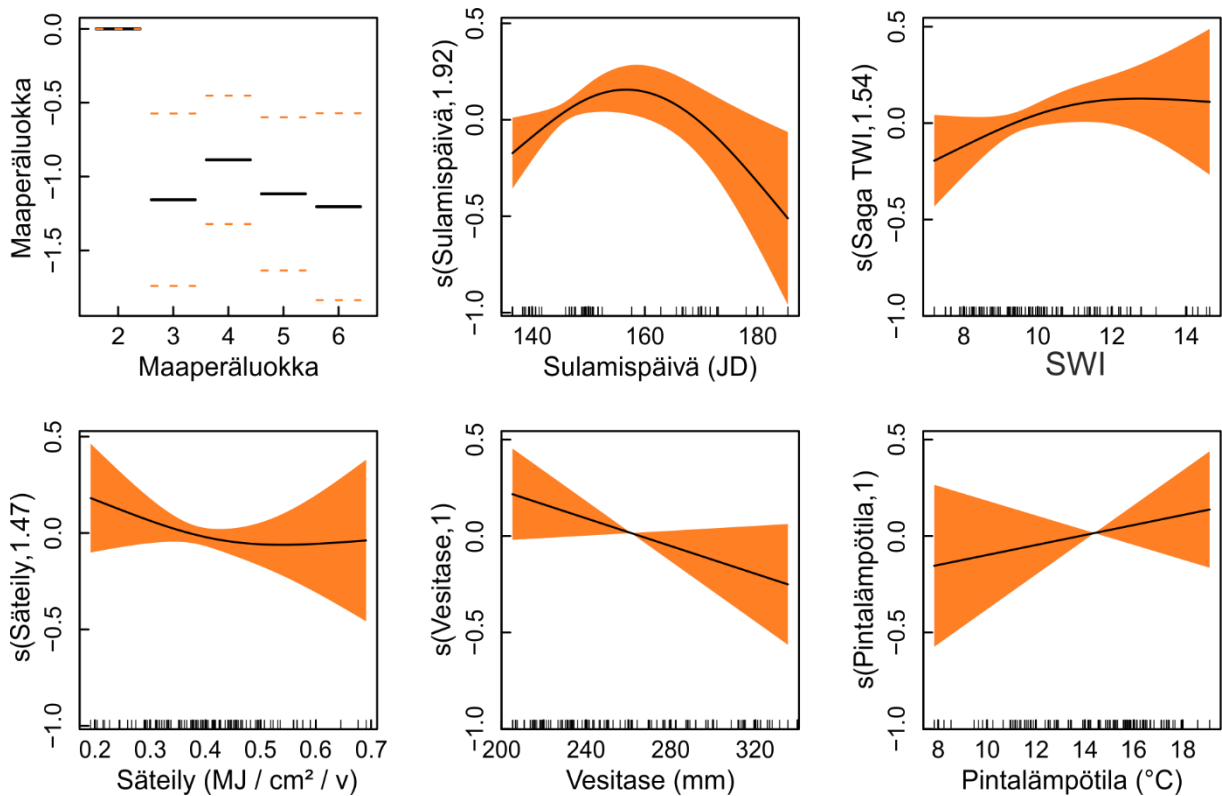 Maaperäluokka
0.0
−0.5
−1.0
−1.5
2 3 4 5 6
Maaperäluokka
s(Sulamispäivä,1.92)
0.5
0.0
−0.5
−1.0
140 160 180
Sulamispäivä (JD)
s(Saga TWI,1.54)
0.5
0.0
−0.5
−1.0
8 10 12 14
SWI
s(Säteily,1.47)
0.5
0.0
−0.5
−1.0
0.2 0.3 0.4 0.5 0.6 0.7
Säteily (MJ / cm² / v)
s(Vesitase,1)
0.5
0.0
−0.5
−1.0
200 240 280 320
Vesitase (mm)
s(Pintalämpötila,1)
0.5
0.0
−0.5
−1.0
8 10 12 14 16 18
Pintalämpötila (°C)